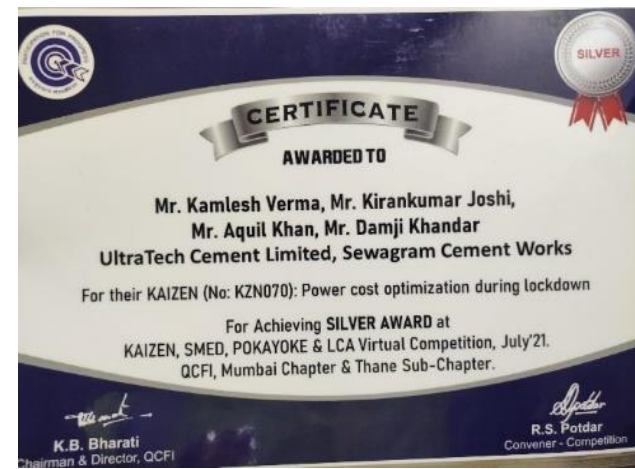 SILVER
CERTIFICATE
AWARDED TO
Mr. Kamlesh Verma, Mr. Kirankumar Joshi,
Mr. Aquil Khan, Mr. Damji Khandar
UltraTech Cement Limited, Sewagram Cement Works
For their KAIZEN (No: KZN070): Power cost optimization during lockdown
For Achieving SILVER AWARD at
KAIZEN, SMED, POKAYOKE & LCA Virtual Competition, July'21.
QCFI, Mumbai Chapter & Thane Sub-Chapter.
K.B. Bharati
Chairman & Director, QCFI
R.S. Potdar
Convener - Competition